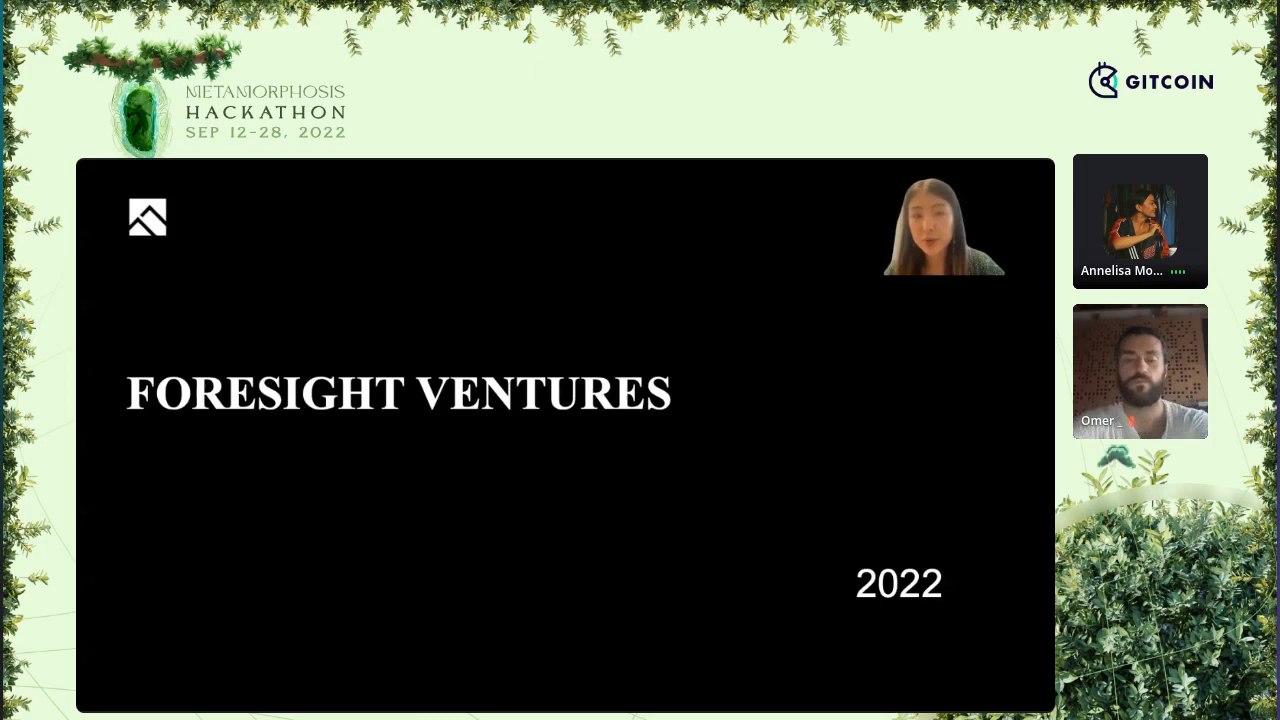 METAMORPHOSIS
HACKATHON
SEP 12-28, 2022
GITCOIN
FORESIGHT VENTURES
2022
Annelisa Mo...
Omer _